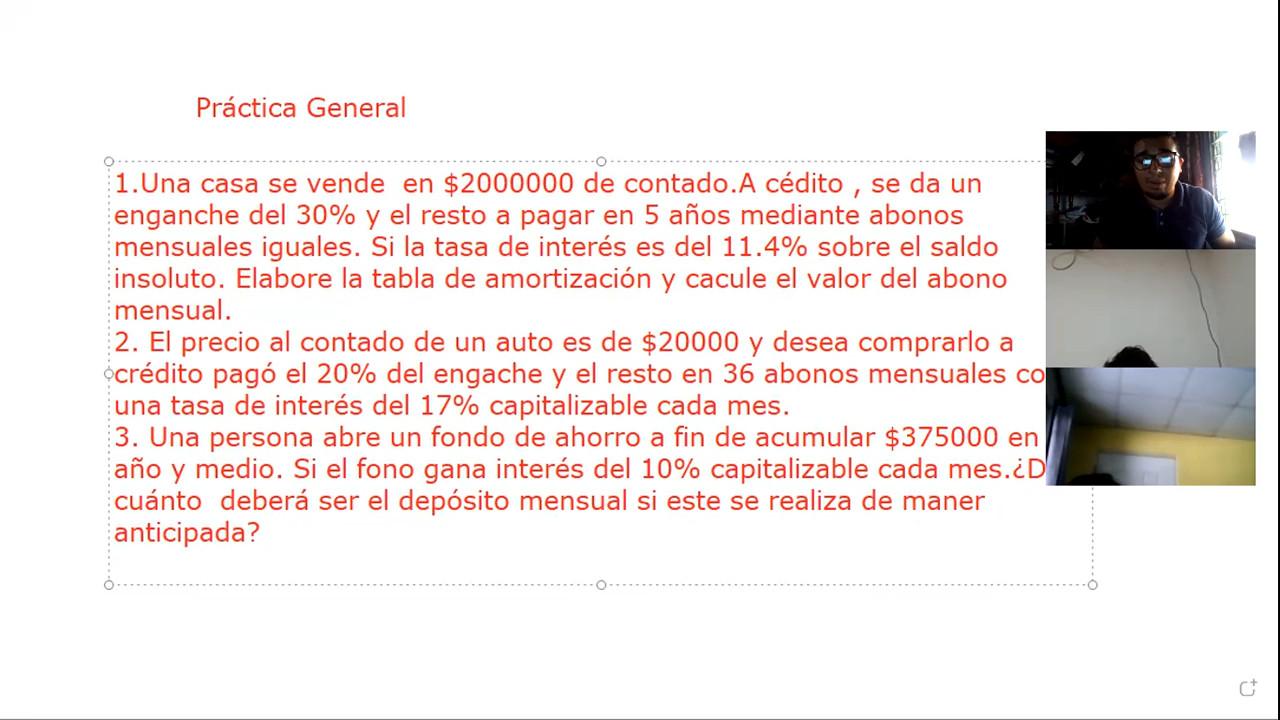 Práctica General
1.Una casa se vende en $2000000 de contado.A cédito , se da un
enganche del 30% y el resto a pagar en 5 años mediante abonos
mensuales iguales. Si la tasa de interés es del 11.4% sobre el saldo
insoluto. Elabore la tabla de amortización y cacule el valor del abono
mensual.
2. El precio al contado de un auto es de $20000 y desea comprarlo a
crédito pagó el 20% del engache y el resto en 36 abonos mensuales co
una tasa de interés del 17% capitalizable cada mes.
3. Una persona abre un fondo de ahorro a fin de acumular $375000 en
año y medio. Si el fono gana interés del 10% capitalizable cada mes.¿D
cuánto deberá ser el depósito mensual si este se realiza de maner
anticipada?